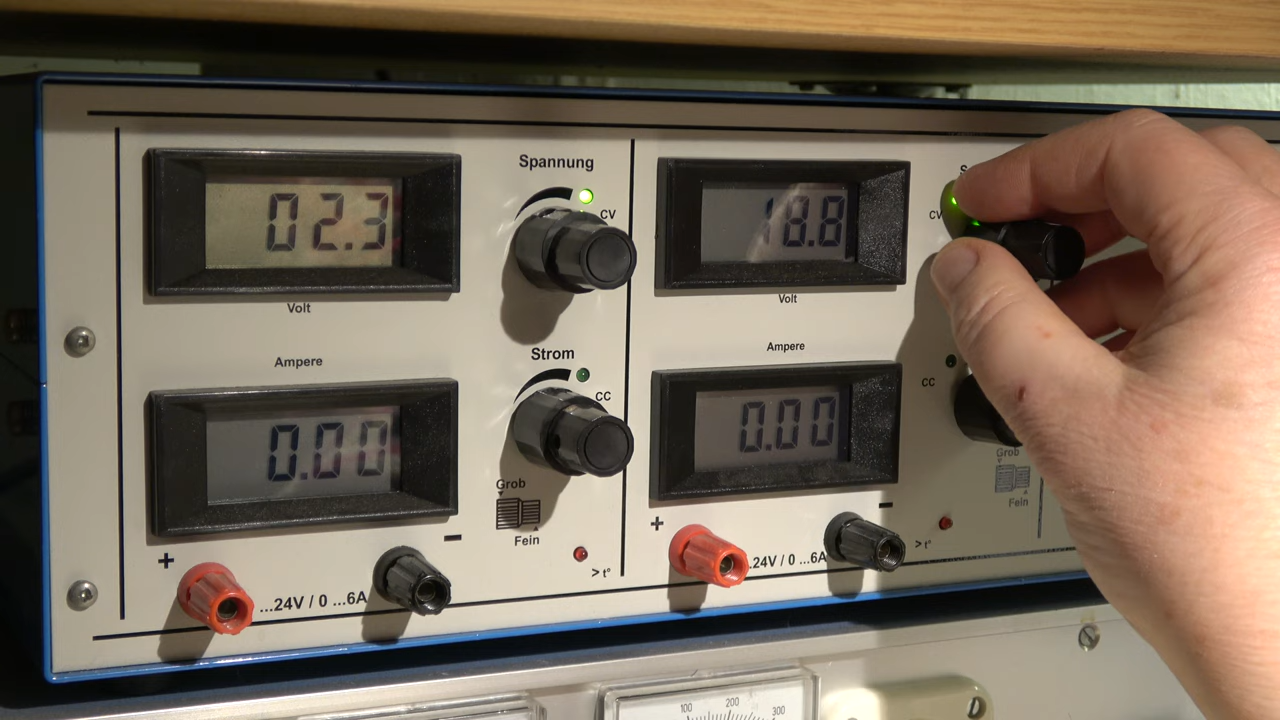 Spannung
CV
02.3
Volt
Ampere
Strom
CC
0.00
Grob
Fein
+
−
...24V / 0 ...6A
> t°
18.8
CV
Volt
Ampere
CC
0.00
Grob
Fein
+
−
..24V / 0 ...6A
> t°
100
200
300